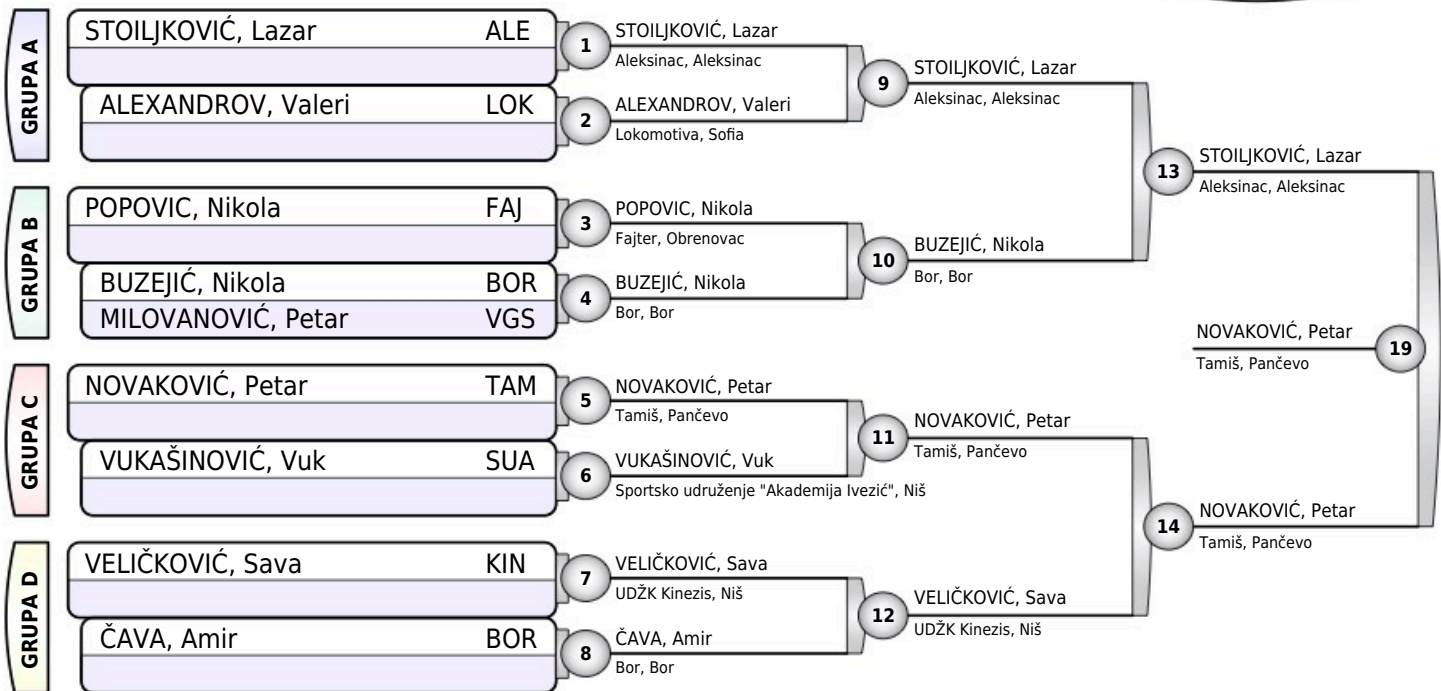 GRUPA A
STOILJKOVIĆ, Lazar ALE
ALEXANDROV, Valeri LOK
GRUPA B
POPOVIC, Nikola FAJ
BUZEJIĆ, Nikola BOR
MILOVANOVIĆ, Petar VGS
GRUPA C
NOVAKOVIĆ, Petar TAM
VUKAŠINOVIĆ, Vuk SUA
GRUPA D
VELIČKOVIĆ, Sava KIN
ČAVA, Amir BOR
1
STOILJKOVIĆ, Lazar
Aleksinac, Aleksinac
2
ALEXANDROV, Valeri
Lokomotiva, Sofia
3
POPOVIC, Nikola
Fajter, Obrenovac
4
BUZEJIĆ, Nikola
Bor, Bor
5
NOVAKOVIĆ, Petar
Tamiš, Pančevo
6
VUKAŠINOVIĆ, Vuk
Sportsko udruženje "Akademija Ivezić", Niš
7
VELIČKOVIĆ, Sava
UDŽK Kinezis, Niš
8
ČAVA, Amir
Bor, Bor
9
STOILJKOVIĆ, Lazar
Aleksinac, Aleksinac
10
BUZEJIĆ, Nikola
Bor, Bor
11
NOVAKOVIĆ, Petar
Tamiš, Pančevo
12
VELIČKOVIĆ, Sava
UDŽK Kinezis, Niš
13
STOILJKOVIĆ, Lazar
Aleksinac, Aleksinac
14
NOVAKOVIĆ, Petar
Tamiš, Pančevo
NOVAKOVIĆ, Petar
Tamiš, Pančevo
19